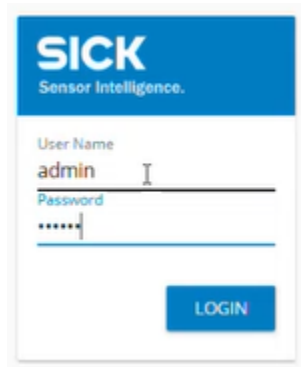 SICK
Sensor Intelligence.
User Name
admin
Password
••••••
LOGIN